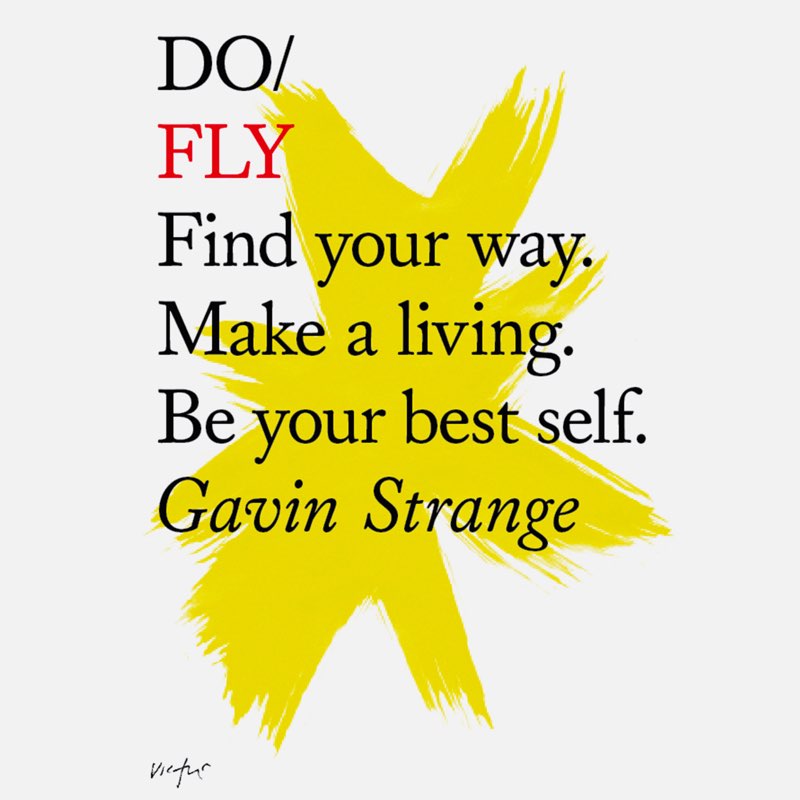 DO/
FLY
Find your way.
Make a living.
Be your best self.
Gavin Strange